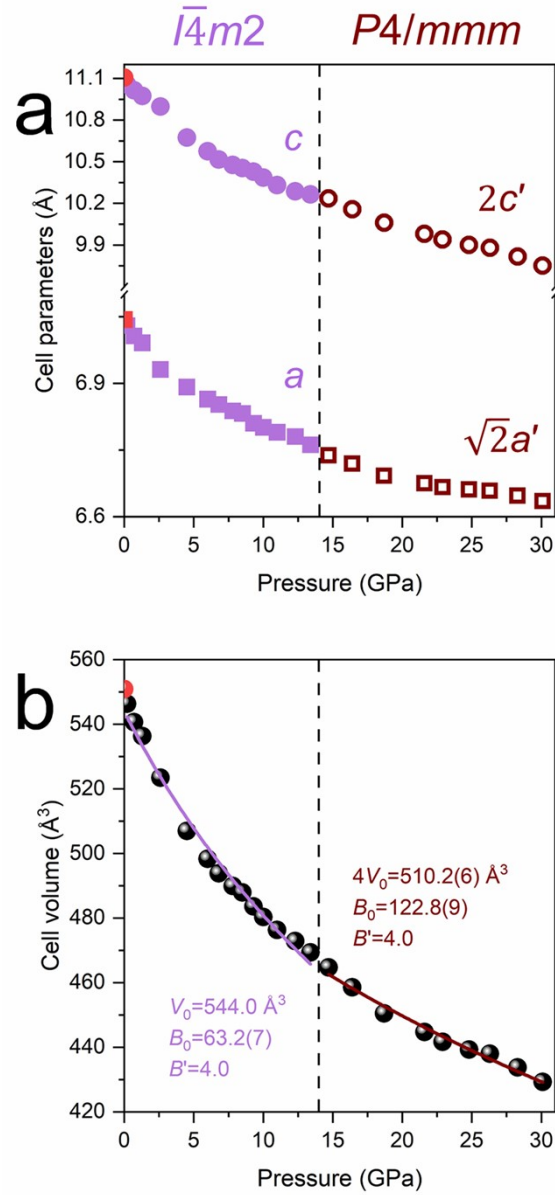 I4̅m2 P4/mmm
a
11.1
10.8
10.5
10.2
9.9
6.9
6.6
Cell parameters (Å)
c
2c′
a
√2a′
0 5 10 15 20 25 30
Pressure (GPa)
b
560
540
520
500
480
460
440
420
Cell volume (Å³)
4V₀=510.2(6) Å³
B₀=122.8(9)
B'=4.0
V₀=544.0 Å³
B₀=63.2(7)
B'=4.0
0 5 10 15 20 25 30
Pressure (GPa)